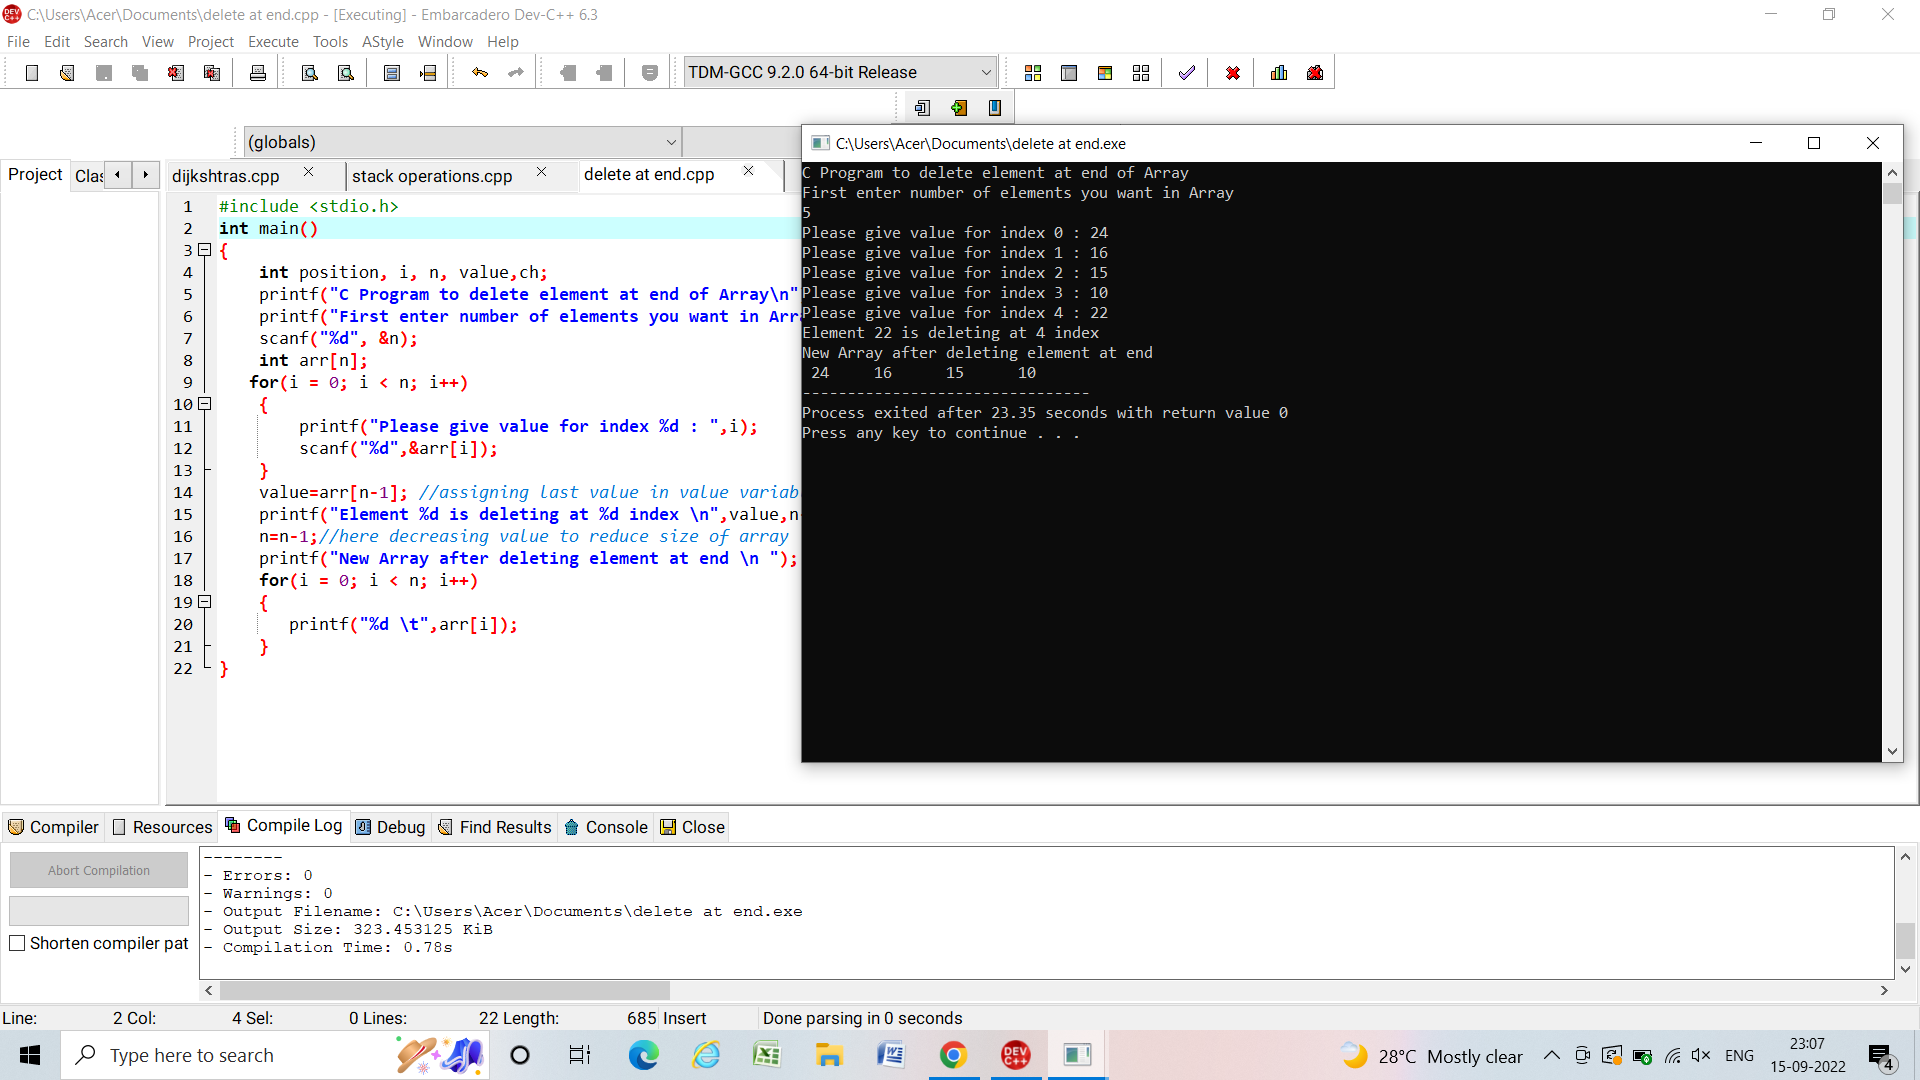 C:\Users\Acer\Documents\delete at end.cpp - [Executing] - Embarcadero Dev-C++ 6.3
File Edit Search View Project Execute Tools AStyle Window Help
TDM-GCC 9.2.0 64-bit Release
(globals)
Project Clas
dijkshtras.cpp stack operations.cpp delete at end.cpp
1 #include <stdio.h>
2 int main()
3 {
4 int position, i, n, value,ch;
5 printf("C Program to delete element at end of Array\n"
6 printf("First enter number of elements you want in Arr
7 scanf("%d", &n);
8 int arr[n];
9 for(i = 0; i < n; i++)
10 {
11 printf("Please give value for index %d : ",i);
12 scanf("%d",&arr[i]);
13 }
14 value=arr[n-1]; //assigning last value in value variab
15 printf("Element %d is deleting at %d index \n",value,n
16 n=n-1;//here decreasing value to reduce size of array
17 printf("New Array after deleting element at end \n ");
18 for(i = 0; i < n; i++)
19 {
20 printf("%d \t",arr[i]);
21 }
22 }
C:\Users\Acer\Documents\delete at end.exe
C Program to delete element at end of Array
First enter number of elements you want in Array
5
Please give value for index 0 : 24
Please give value for index 1 : 16
Please give value for index 2 : 15
Please give value for index 3 : 10
Please give value for index 4 : 22
Element 22 is deleting at 4 index
New Array after deleting element at end
24 16 15 10
--------------------------------
Process exited after 23.35 seconds with return value 0
Press any key to continue . . .
Compiler Resources Compile Log Debug Find Results Console Close
Abort Compilation
Shorten compiler pat
--------
- Errors: 0
- Warnings: 0
- Output Filename: C:\Users\Acer\Documents\delete at end.exe
- Output Size: 323.453125 KiB
- Compilation Time: 0.78s
Line: 2 Col: 4 Sel: 0 Lines: 22 Length: 685 Insert Done parsing in 0 seconds
Type here to search
DEV C++
28°C Mostly clear
ENG
23:07
15-09-2022
4